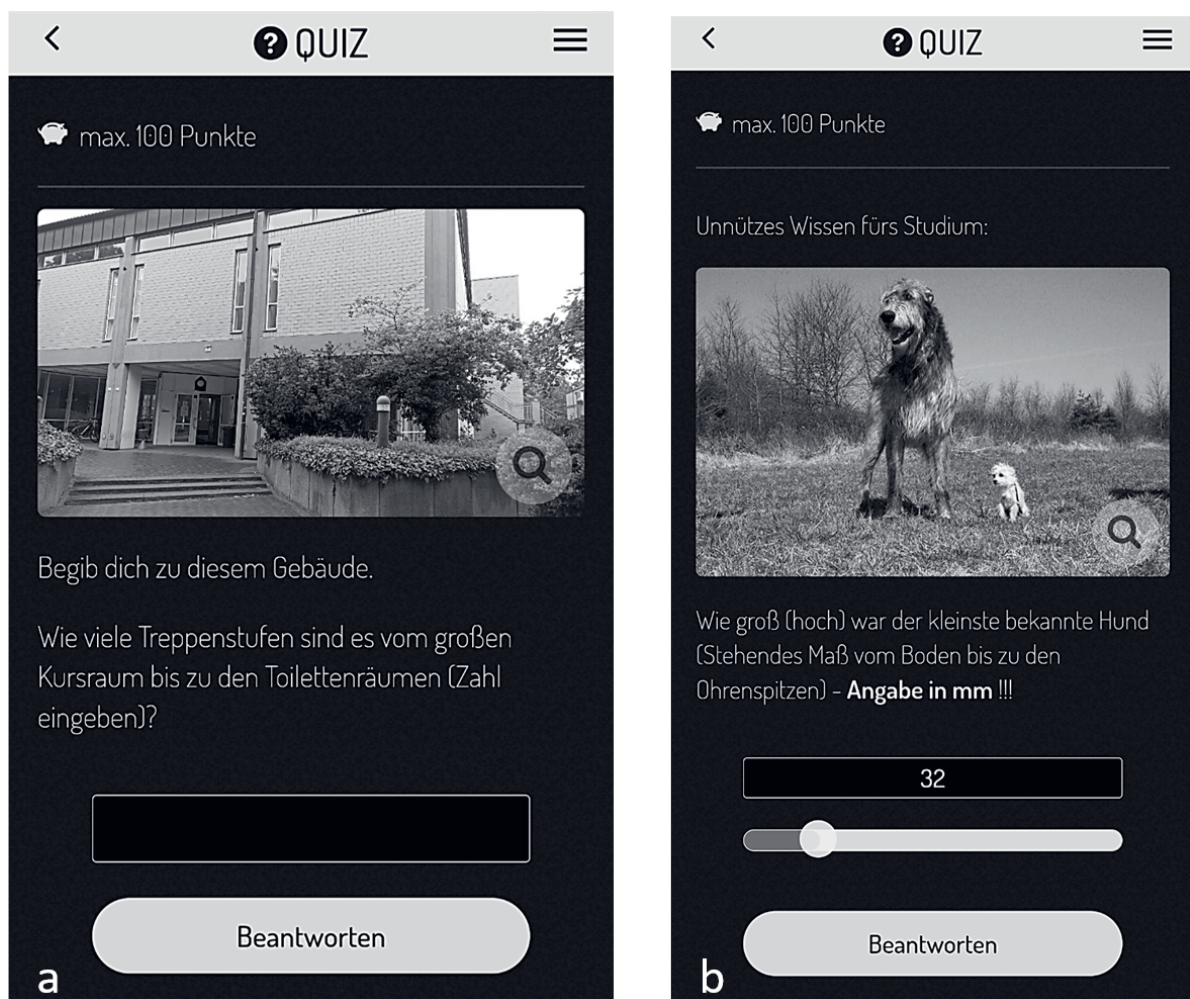 QUIZ
max. 100 Punkte
Begib dich zu diesem Gebäude.
Wie viele Treppenstufen sind es vom großen
Kursraum bis zu den Toilettenräumen (Zahl
eingeben)?
Beantworten
a
QUIZ
max. 100 Punkte
Unnützes Wissen fürs Studium:
Wie groß (hoch) war der kleinste bekannte Hund
(Stehendes Maß vom Boden bis zu den
Ohrenspitzen) - Angabe in mm !!!
32
Beantworten
b